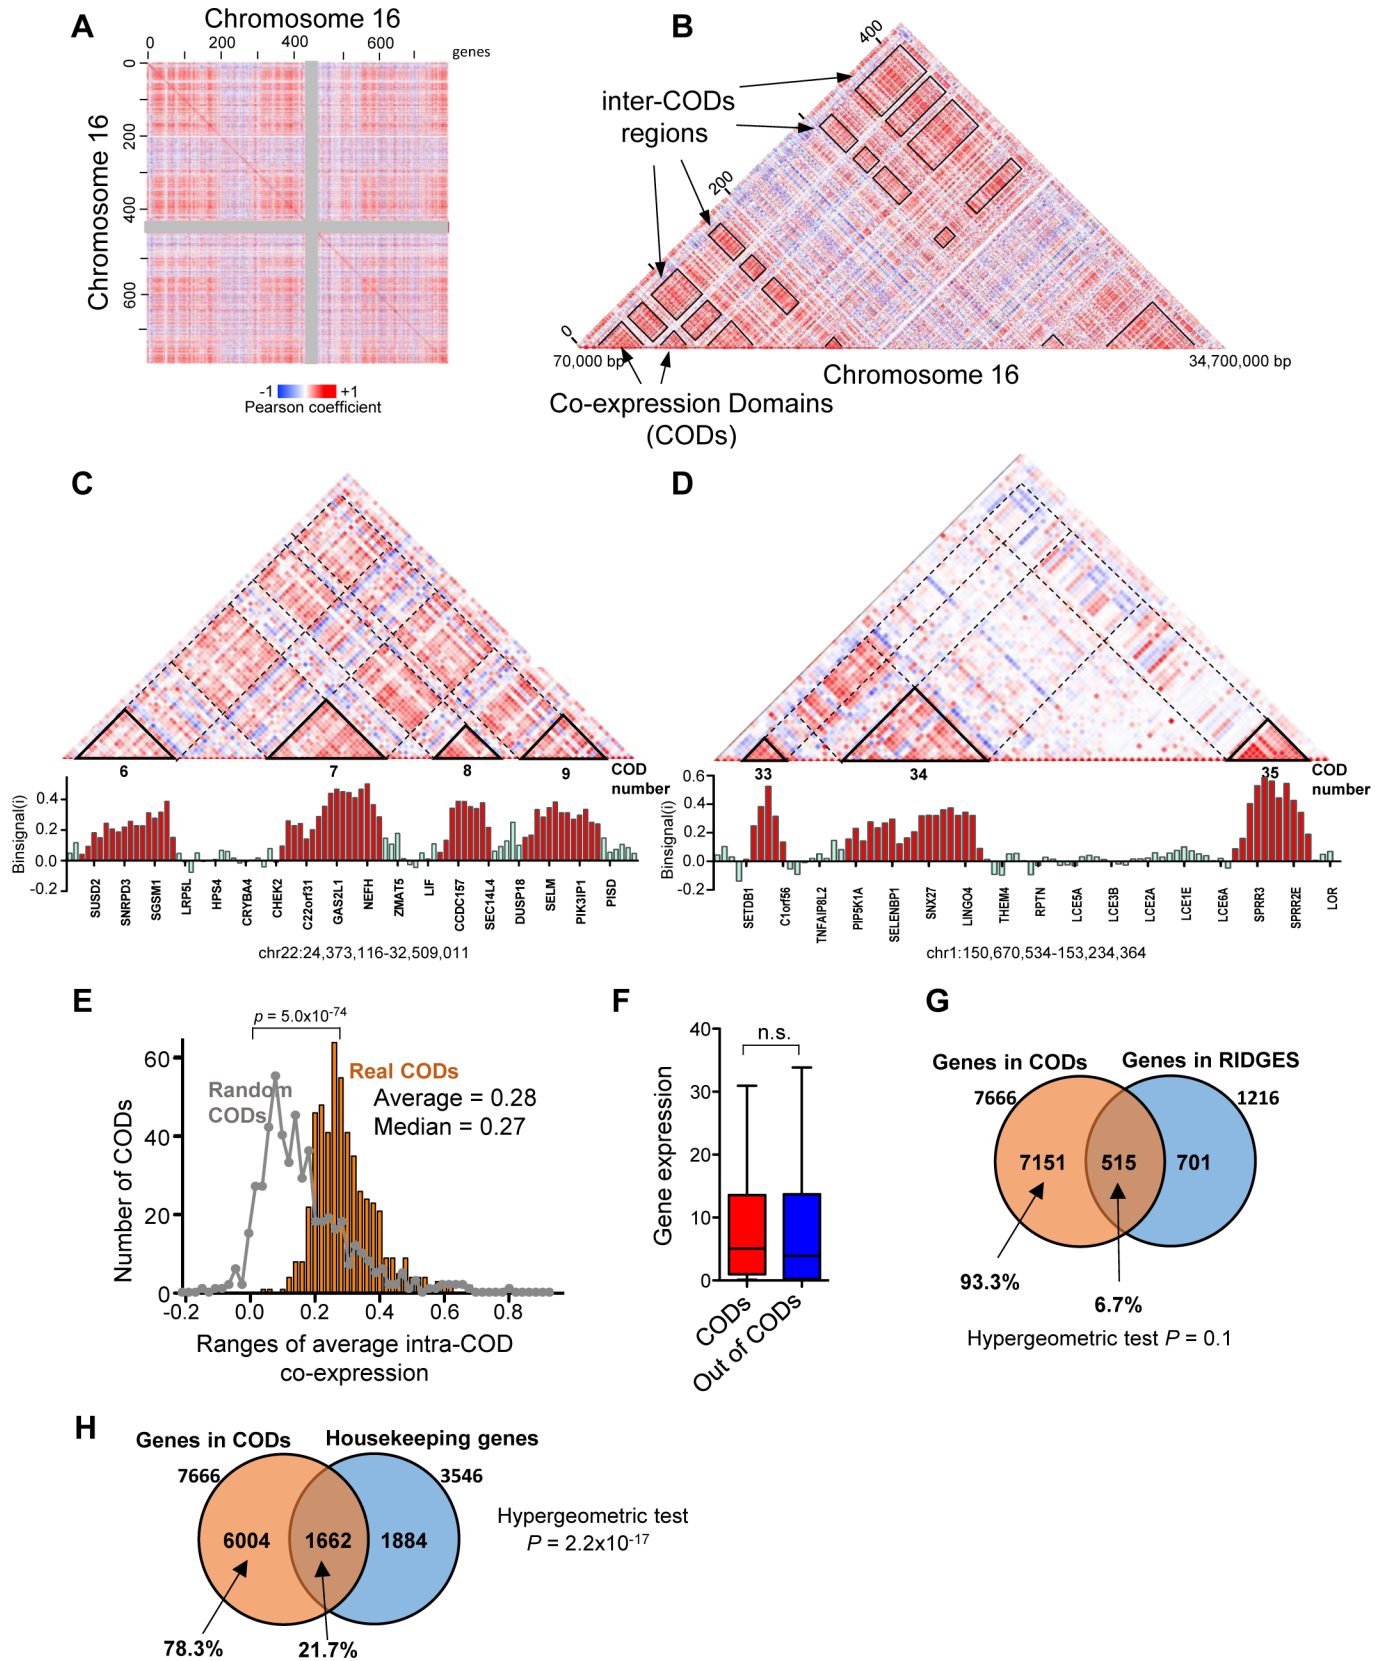 A
Chromosome 16
0 200 400 600 genes
Chromosome 16
0
200
400
600
-1 +1
Pearson coefficient
B
400
inter-CODs
regions
200
0
70,000 bp
34,700,000 bp
Chromosome 16
Co-expression Domains
(CODs)
C
6 7 8 9 COD
number
Binsignal(i)
0.4
0.2
0.0
-0.2
SUSD2 SNRPD3 SGSM1 LRP5L HPS4 CRYBA4 CHEK2 C22orf31 GAS2L1 NEFH ZMAT5 LIF CCDC157 SEC14L4 DUSP18 SELM PIK3IP1 PISD
chr22:24,373,116-32,509,011
D
33 34 35 COD
number
0.6
0.4
0.2
0.0
-0.2
SETDB1 C1orf56 TNFAIP8L2 PIP5K1A SELENBP1 SNX27 LINGO4 THEM4 RPTN LCE5A LCE3B LCE2A LCE1E LCE6A SPRR3 SPRR2E LOR
chr1:150,670,534-153,234,364
E
p = 5.0x10-74
Random
CODs
Real CODs
Average = 0.28
Median = 0.27
Number of CODs
60
40
20
0
-0.2 0.0 0.2 0.4 0.6 0.8
Ranges of average intra-COD
co-expression
F
n.s.
Gene expression
40
30
20
10
0
CODs
Out of CODs
G
Genes in CODs Genes in RIDGES
7666 1216
7151 515 701
93.3%
6.7%
Hypergeometric test P = 0.1
H
Genes in CODs Housekeeping genes
7666 3546
6004 1662 1884
78.3% 21.7%
Hypergeometric test
P = 2.2x10-17